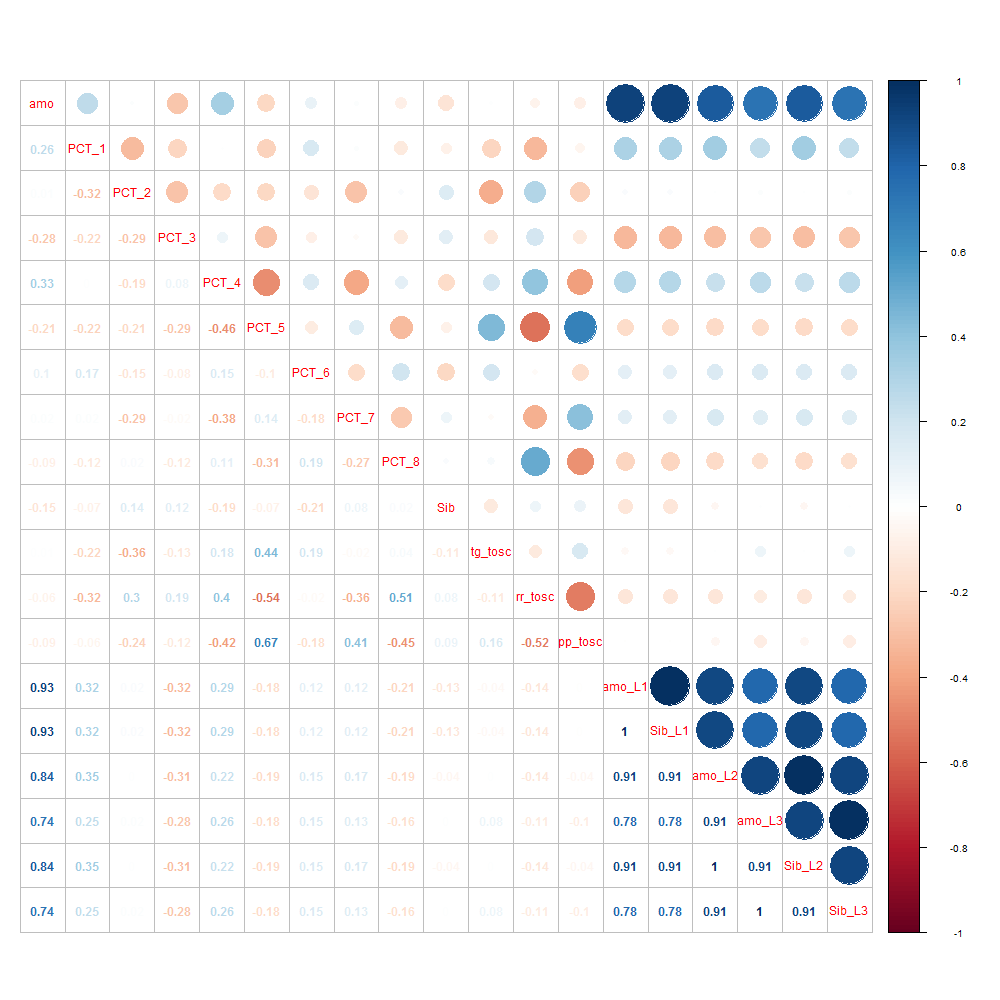 amo
0.26 PCT_1
-0.32 PCT_2
-0.28 -0.22 -0.29 PCT_3
0.33 -0.19 0.08 PCT_4
-0.21 -0.22 -0.21 -0.29 -0.46 PCT_5
0.1 0.17 -0.15 -0.08 0.15 -0.1 PCT_6
-0.29 -0.38 0.14 -0.18 PCT_7
-0.09 -0.12 -0.12 0.11 -0.31 0.19 -0.27 PCT_8
-0.15 -0.07 0.14 0.12 -0.19 -0.07 -0.21 0.08 Sib
-0.22 -0.36 -0.13 0.18 0.44 0.19 -0.11 tg_tosc
-0.32 0.3 0.19 0.4 -0.54 -0.36 0.51 0.08 -0.11 rr_tosc
-0.09 -0.06 -0.24 -0.12 -0.42 0.67 -0.18 0.41 -0.45 0.09 0.16 -0.52 pp_tosc
0.93 0.32 -0.32 0.29 -0.18 0.12 0.12 -0.21 -0.13 -0.14 amo_L1
0.93 0.32 -0.32 0.29 -0.18 0.12 0.12 -0.21 -0.13 -0.14 1 Sib_L1
0.84 0.35 -0.31 0.22 -0.19 0.15 0.17 -0.19 -0.14 0.91 0.91 amo_L2
0.74 0.25 -0.28 0.26 -0.18 0.15 0.13 -0.16 0.08 -0.11 -0.1 0.78 0.78 0.91 amo_L3
0.84 0.35 -0.31 0.22 -0.19 0.15 0.17 -0.19 -0.14 0.91 0.91 1 0.91 Sib_L2
0.74 0.25 -0.28 0.26 -0.18 0.15 0.13 -0.16 0.08 -0.11 -0.1 0.78 0.78 0.91 1 0.91 Sib_L3
1
0.8
0.6
0.4
0.2
0
-0.2
-0.4
-0.6
-0.8
-1